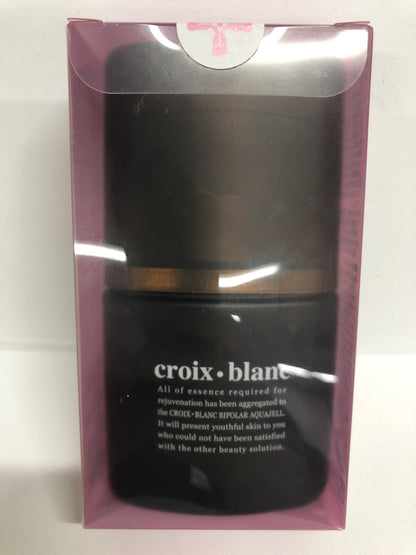 croix・blanc
All of essence required for
rejuvenation has been aggregated to
the CROIX・BLANC BIPOLAR AQUAJELL.
It will present youthful skin to you
who could not have been satisfied
with the other beauty solution.